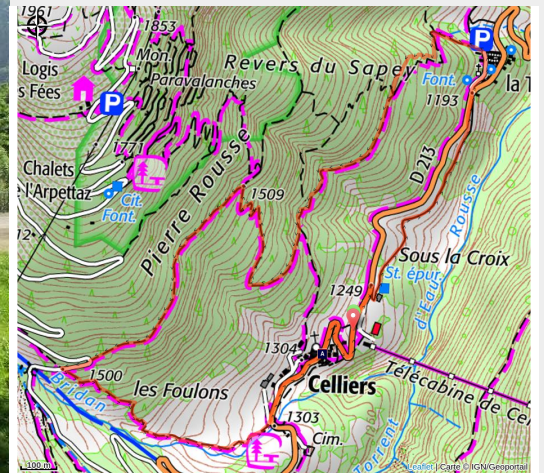 1961
1853
P
Logis
s Fées
Mon.
Paravalanches
Revers du Sapey
Font.
la T
1193
P
1771
Chalets
e l'Arpettaz
Cit.
Font.
Pierre Rousse
1509
D 213
12
Sous la Croix
St. épur.
d'Eau Rousse
1249
1304
A
Celliers
Télécabine de Cel
1500
les Foulons
Bridan
1303
Cim.
Torrent
100 m
Leaflet | Carte © IGN/Geoportail